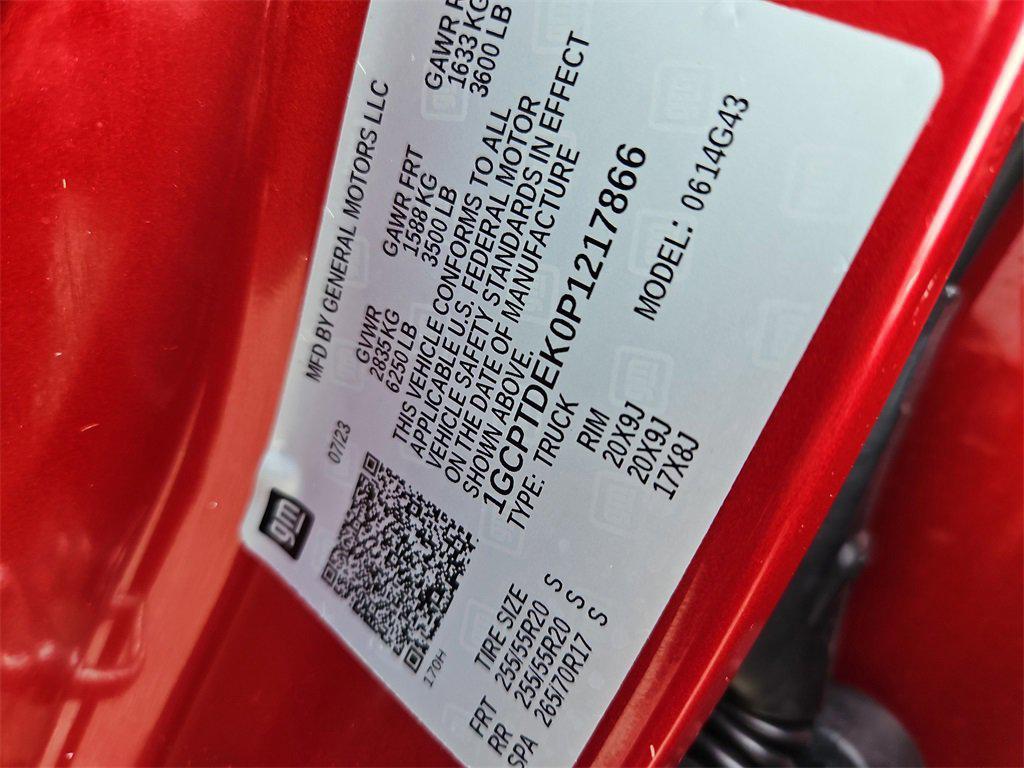 gm
MFD BY GENERAL MOTORS LLC
07/23
GVWR
2835 KG
6250 LB
GAWR FRT
1588 KG
3500 LB
GAWR
1633 KG
3600 LB
THIS VEHICLE CONFORMS TO ALL
APPLICABLE U.S. FEDERAL MOTOR
VEHICLE SAFETY STANDARDS IN EFFECT
ON THE DATE OF MANUFACTURE
SHOWN ABOVE.
1GCPTDEK0P1217866
TYPE: TRUCK
MODEL: 0614G43
170H
TIRE SIZE RIM
FRT 255/55R20 S 20X9J
RR 255/55R20 S 20X9J
SPA 265/70R17 S 17X8J